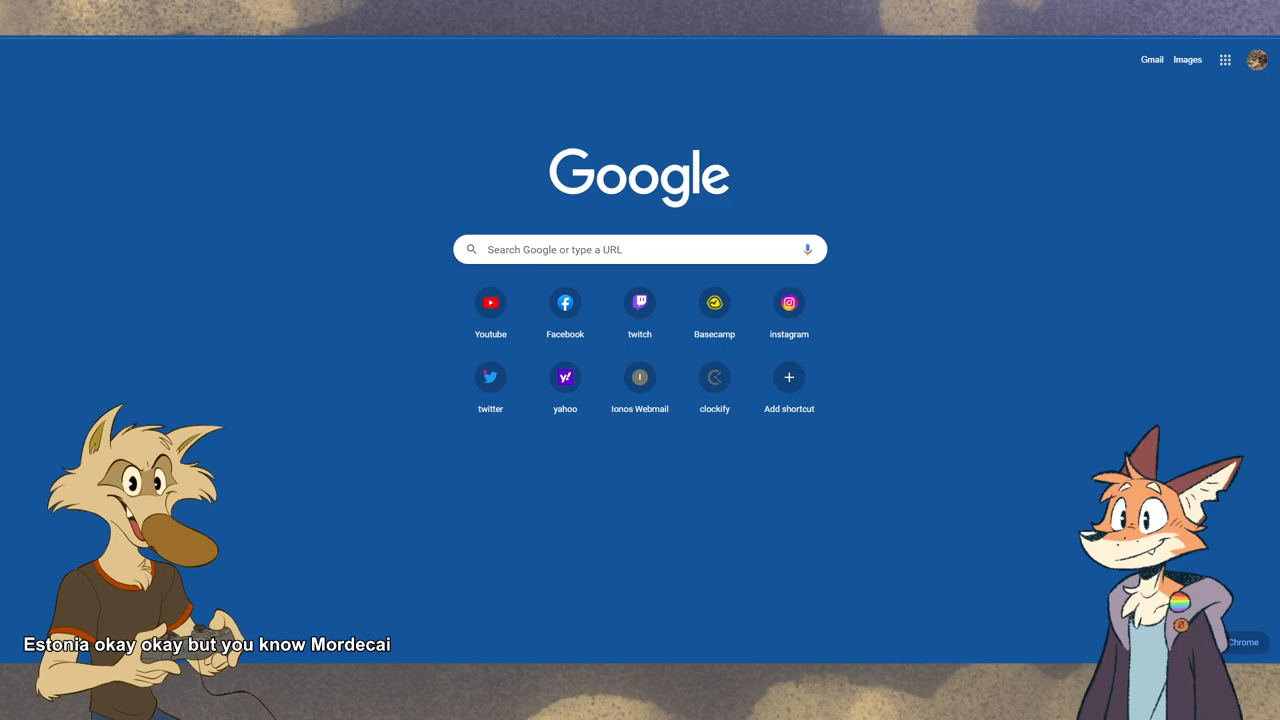 Gmail Images
Google
Search Google or type a URL
Youtube Facebook twitch Basecamp instagram
twitter yahoo Ionos Webmail clockify Add shortcut
Estonia okay okay but you know Mordecai
Chrome